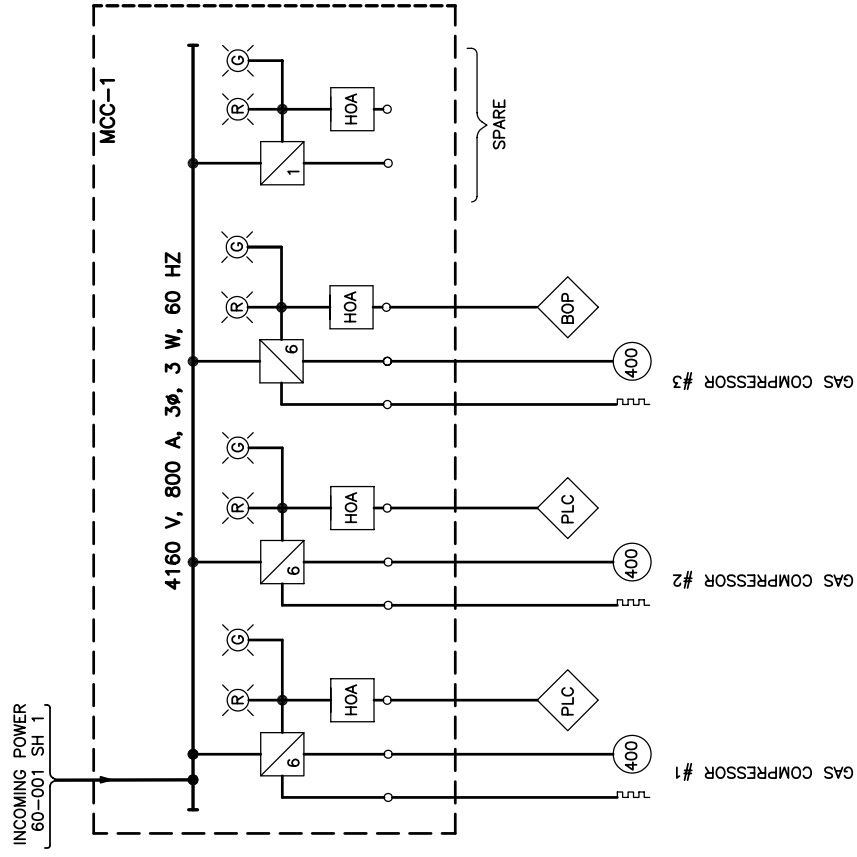 INCOMING POWER
60-001 SH 1
MCC-1
4160 V, 800 A, 3ø, 3 W, 60 HZ
R
G
6
HOA
PLC
400
GAS COMPRESSOR #1
R
G
6
HOA
PLC
400
GAS COMPRESSOR #2
R
G
6
HOA
BOP
400
GAS COMPRESSOR #3
R
G
1
HOA
SPARE